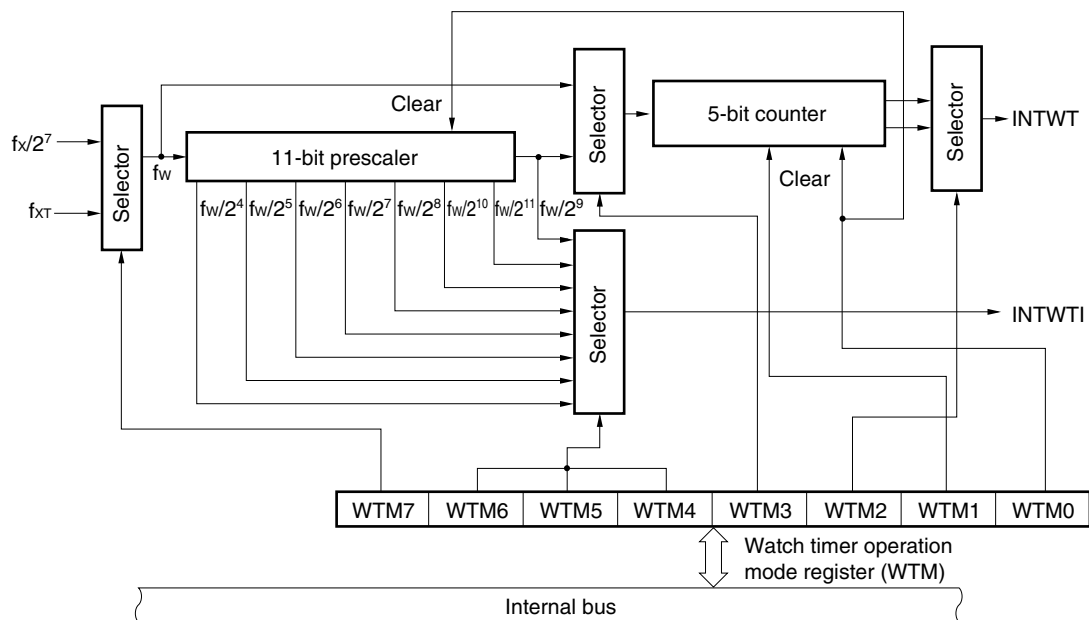 Clear
Selector
5-bit counter
Selector
INTWT
fX/2⁷
Selector
fW
11-bit prescaler
Clear
fXT
fW/2⁴ fW/2⁵ fW/2⁶ fW/2⁷ fW/2⁸ fW/2¹⁰ fW/2¹¹ fW/2⁹
Selector
INTWTI
WTM7 WTM6 WTM5 WTM4 WTM3 WTM2 WTM1 WTM0
Watch timer operation
mode register (WTM)
Internal bus